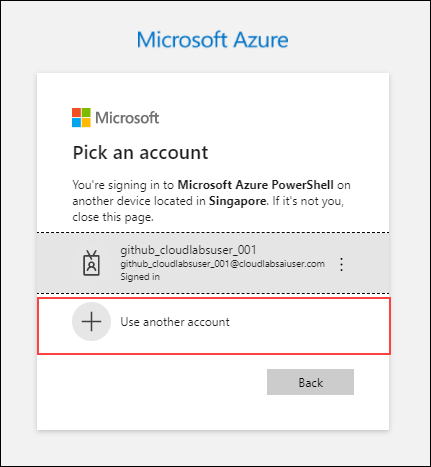 Microsoft Azure
Microsoft
Pick an account
You're signing in to Microsoft Azure PowerShell on
another device located in Singapore. If it's not you,
close this page.
github_cloudlabsuser_001
github_cloudlabsuser_001@cloudlabsaiuser.com
Signed in
Use another account
Back